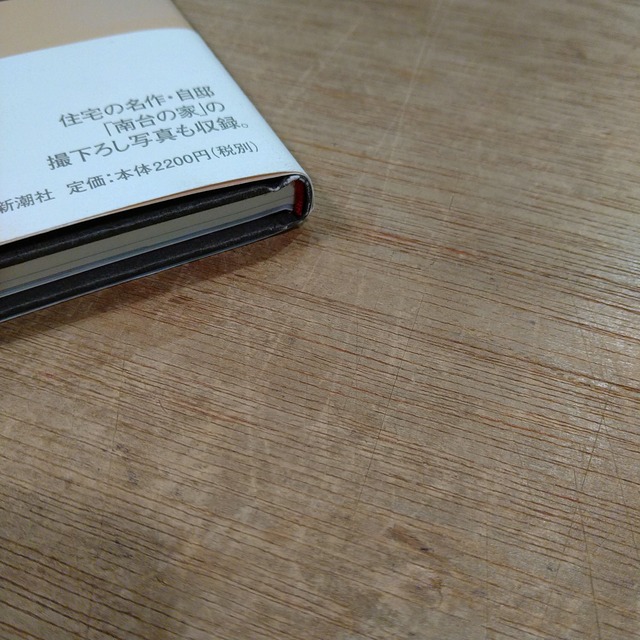 住宅の名作・自邸
「南台の家」の
撮下ろし写真も収録。
新潮社 定価：本体2200円（税別）